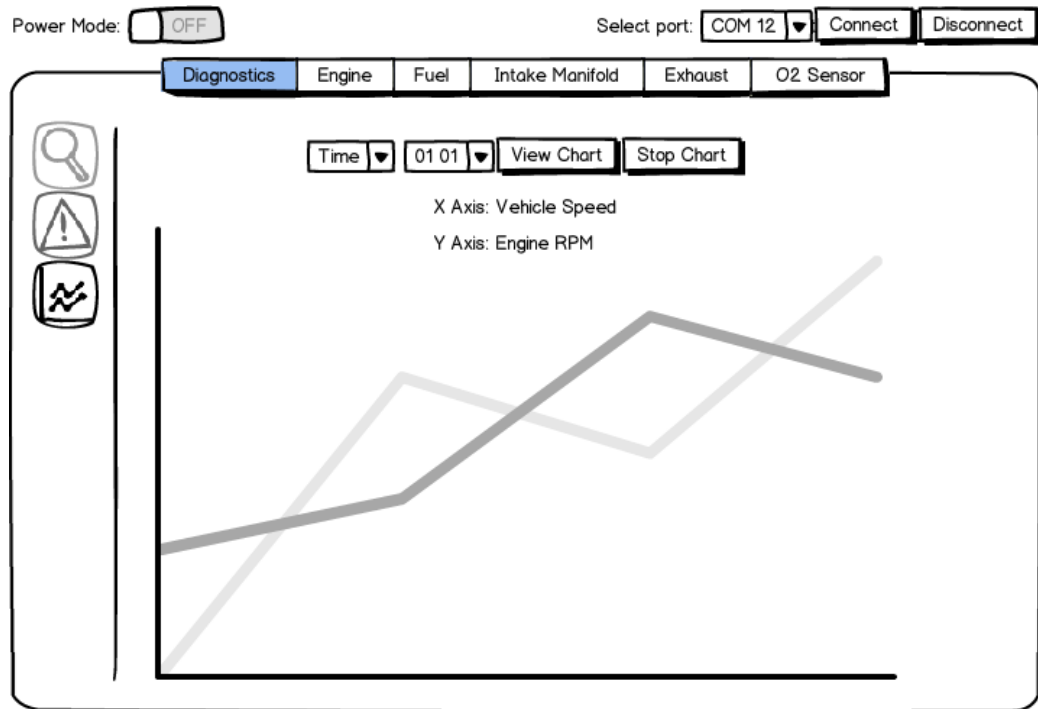 Power Mode: OFF Select port: COM 12 Connect Disconnect
Diagnostics Engine Fuel Intake Manifold Exhaust O2 Sensor
Time 01 01 View Chart Stop Chart
X Axis: Vehicle Speed
Y Axis: Engine RPM